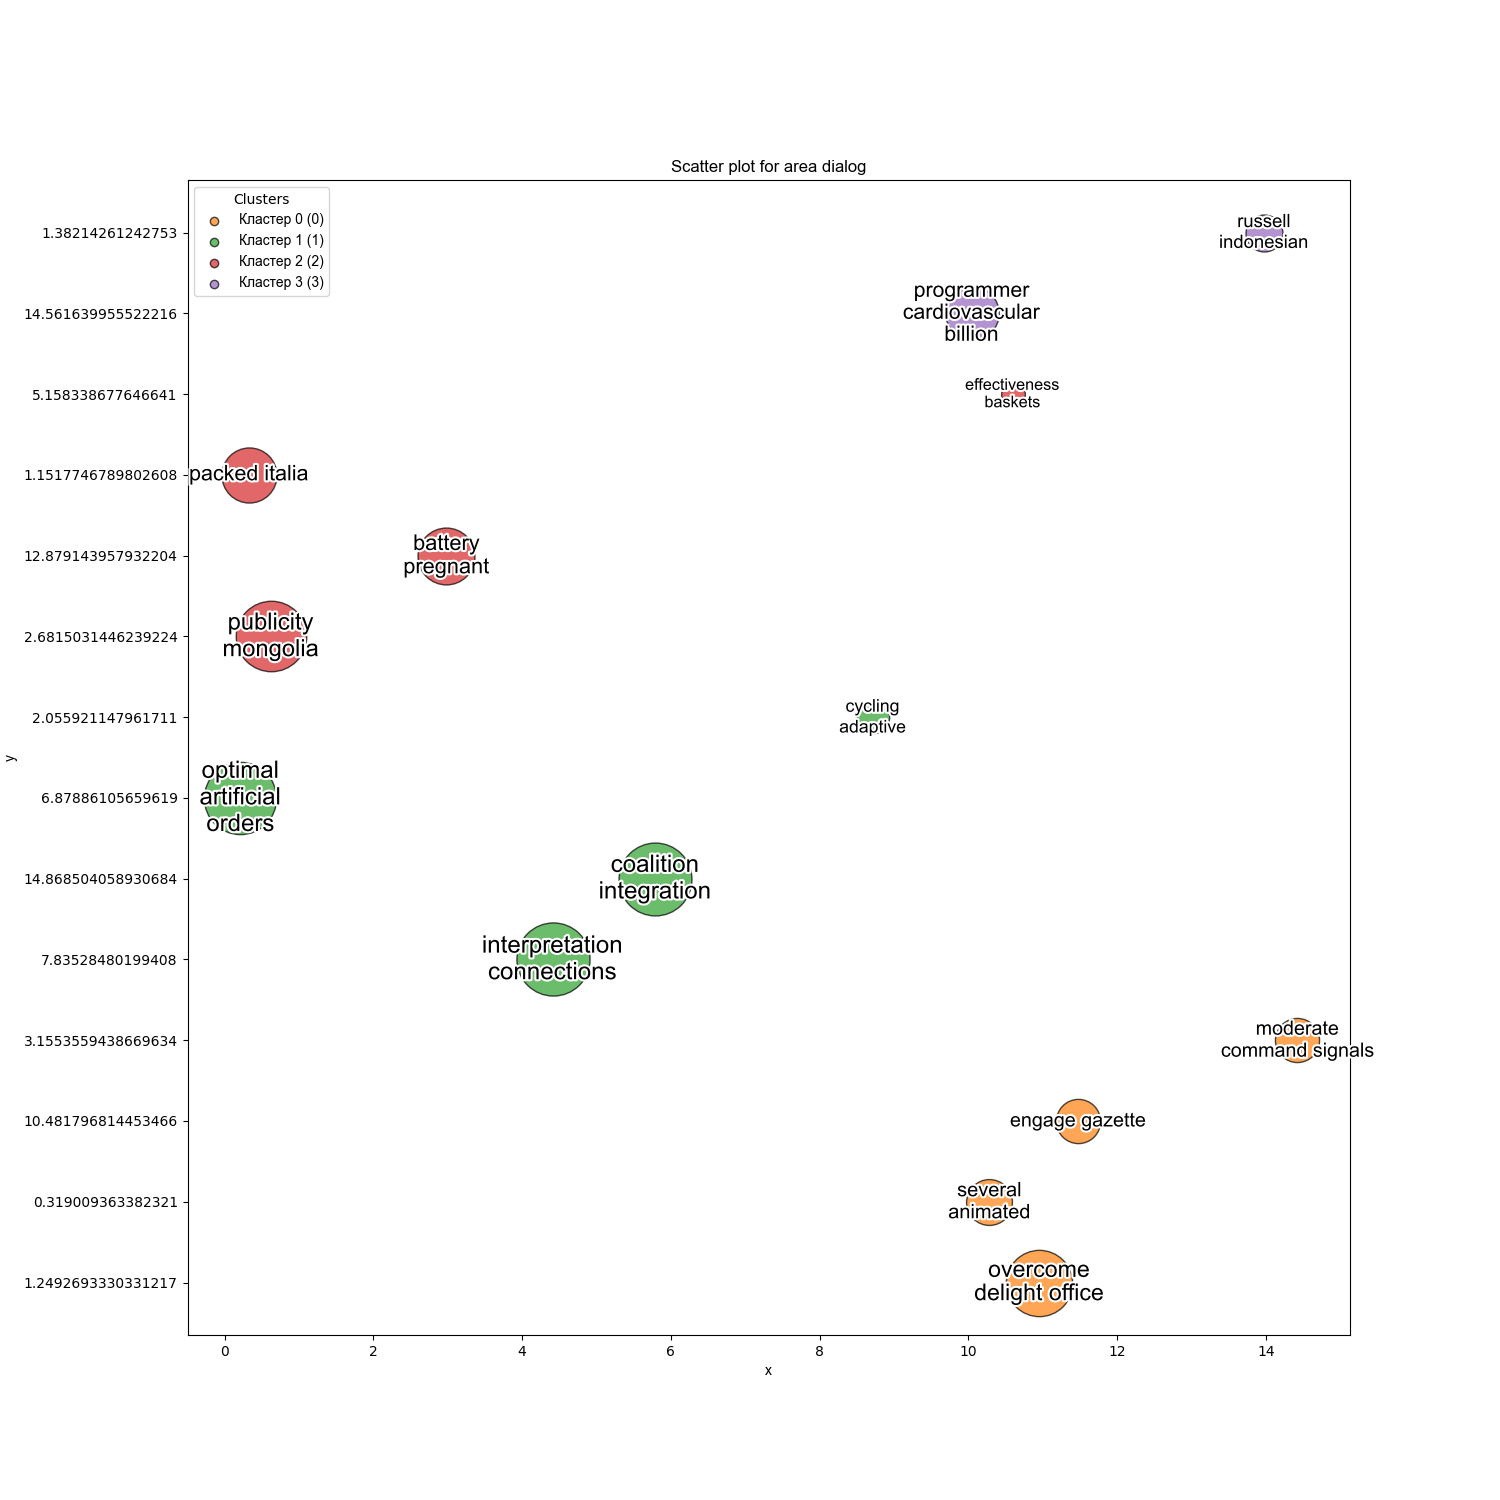 Scatter plot for area dialog
Clusters
Кластер 0 (0)
Кластер 1 (1)
Кластер 2 (2)
Кластер 3 (3)
1.38214261242753
14.561639955522216
5.158338677646641
1.1517746789802608
12.879143957932204
2.6815031446239224
2.055921147961711
6.87886105659619
14.868504058930684
7.83528480199408
3.1553559438669634
10.481796814453466
0.319009363382321
1.2492693330331217
y
russell
indonesian
programmer
cardiovascular
billion
effectiveness
baskets
packed italia
battery
pregnant
publicity
mongolia
cycling
adaptive
optimal
artificial
orders
coalition
integration
interpretation
connections
moderate
command signals
engage gazette
several
animated
overcome
delight office
0 2 4 6 8 10 12 14
x